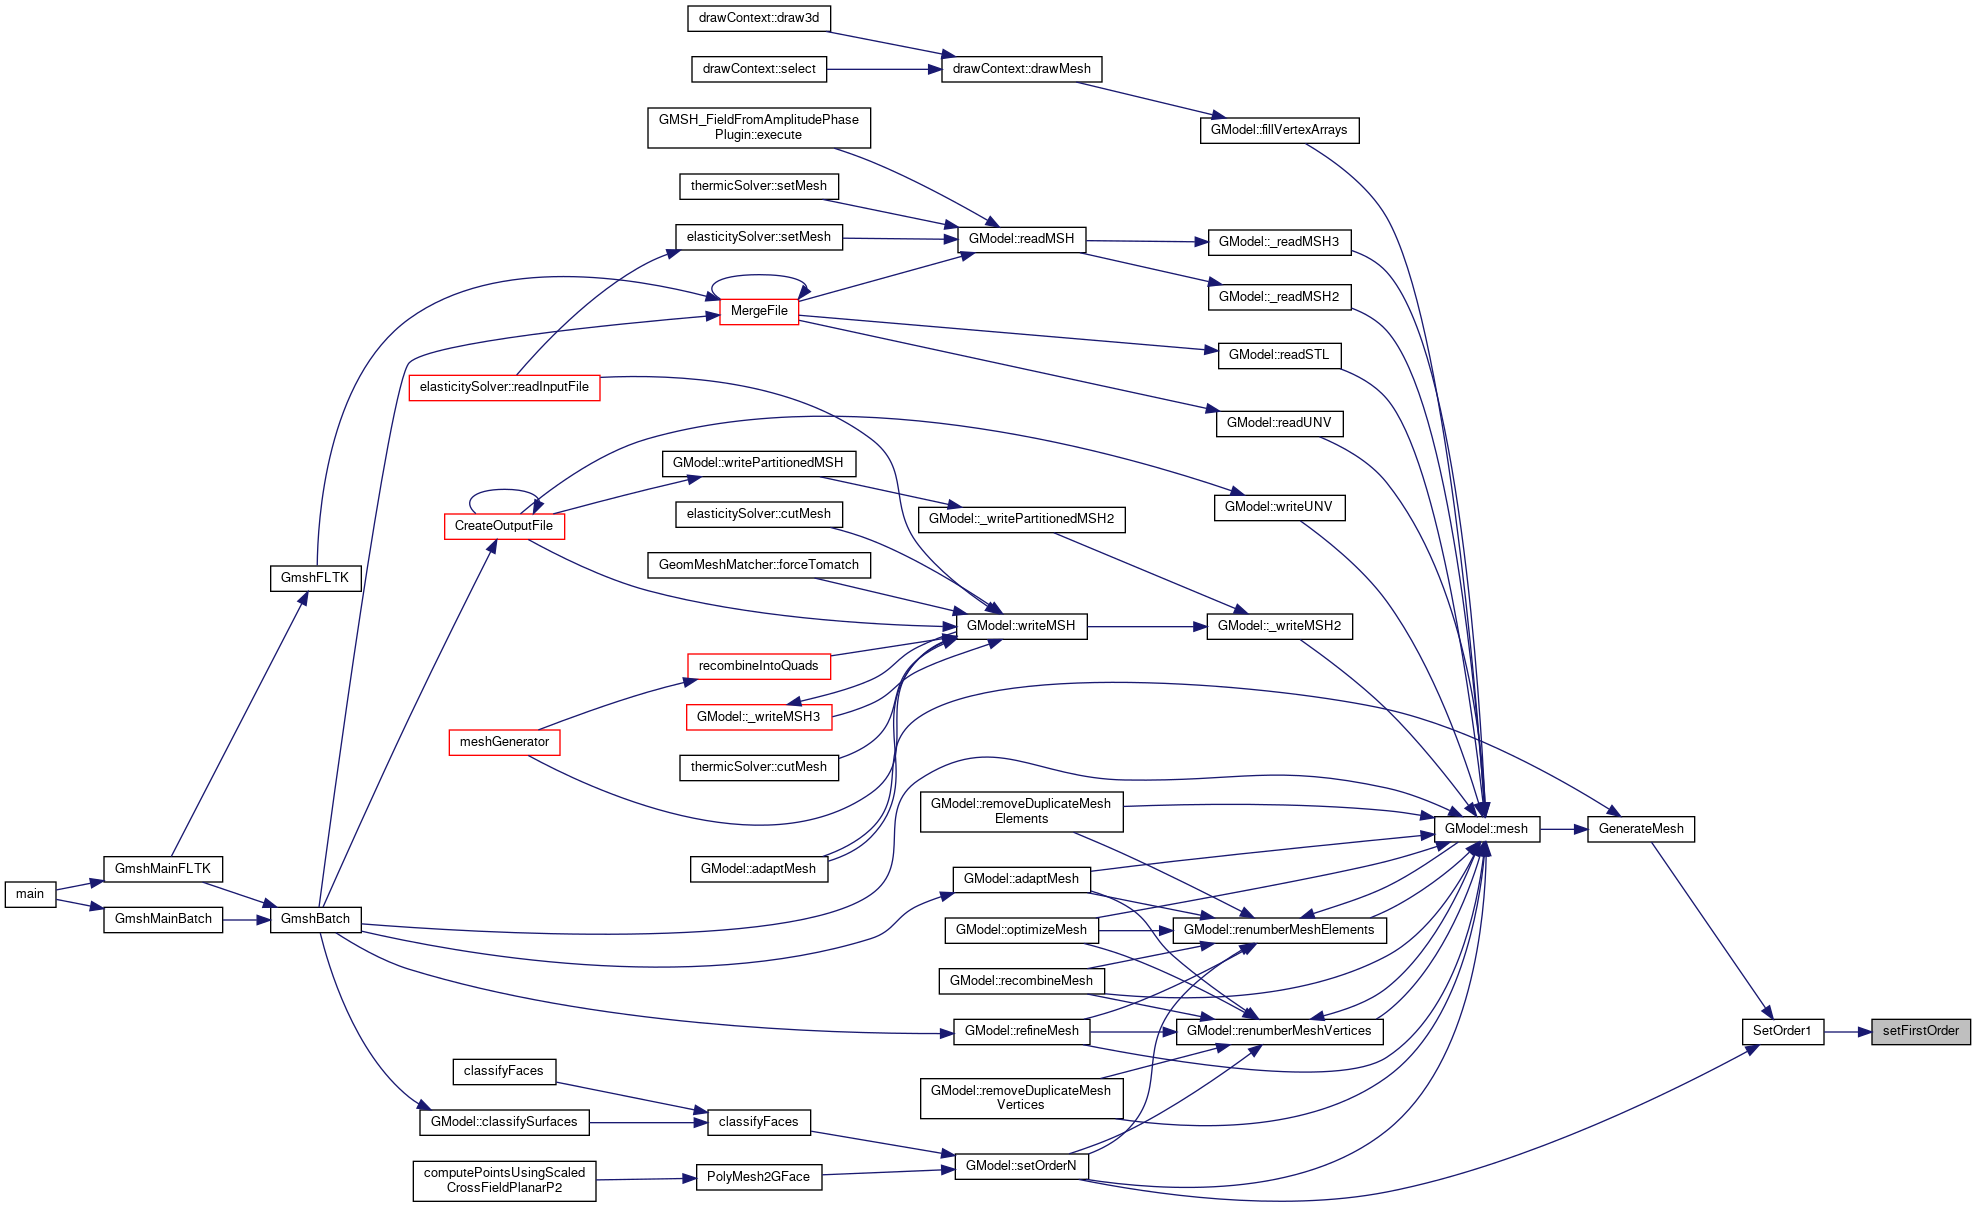 drawContext::draw3d
drawContext::select
drawContext::drawMesh
GMSH_FieldFromAmplitudePhase
Plugin::execute
GModel::fillVertexArrays
thermicSolver::setMesh
elasticitySolver::setMesh
GModel::readMSH
GModel::_readMSH3
GModel::_readMSH2
MergeFile
GModel::readSTL
elasticitySolver::readInputFile
GModel::readUNV
GModel::writePartitionedMSH
GModel::writeUNV
elasticitySolver::cutMesh
CreateOutputFile
GModel::_writePartitionedMSH2
GeomMeshMatcher::forceTomatch
GmshFLTK
GModel::writeMSH
GModel::_writeMSH2
recombineIntoQuads
GModel::_writeMSH3
meshGenerator
thermicSolver::cutMesh
GModel::removeDuplicateMesh
Elements
GModel::mesh
GenerateMesh
GmshMainFLTK
GModel::adaptMesh
GModel::adaptMesh
main
GmshMainBatch
GmshBatch
GModel::optimizeMesh
GModel::renumberMeshElements
GModel::recombineMesh
GModel::refineMesh
GModel::renumberMeshVertices
SetOrder1
setFirstOrder
classifyFaces
GModel::removeDuplicateMesh
Vertices
GModel::classifySurfaces
classifyFaces
GModel::setOrderN
computePointsUsingScaled
CrossFieldPlanarP2
PolyMesh2GFace